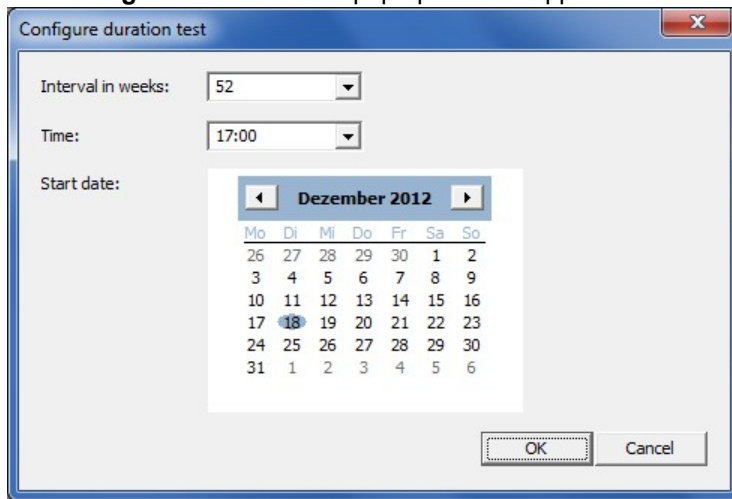 Configure duration test
Interval in weeks: 52
Time: 17:00
Start date:
Dezember 2012
Mo Di Mi Do Fr Sa So
26 27 28 29 30 1 2
3 4 5 6 7 8 9
10 11 12 13 14 15 16
17 18 19 20 21 22 23
24 25 26 27 28 29 30
31 1 2 3 4 5 6
OK Cancel